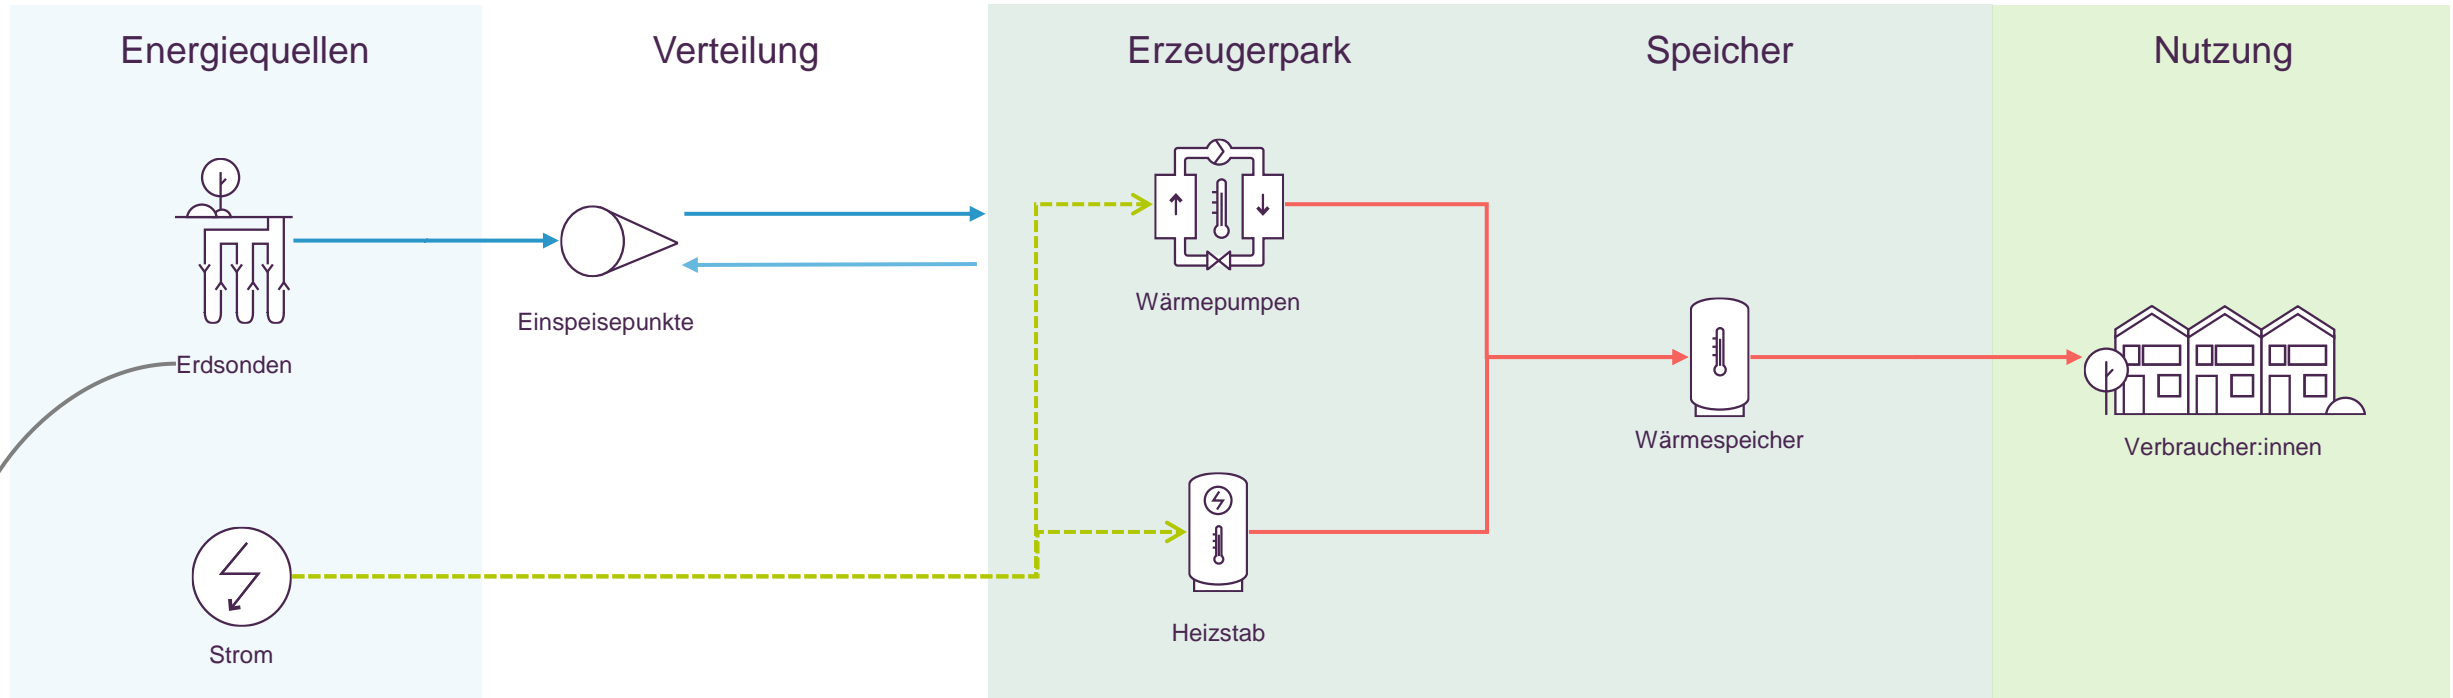 Energiequellen
Verteilung
Erzeugerpark
Speicher
Nutzung
Erdsonden
Einspeisepunkte
Wärmepumpen
Wärmespeicher
Verbraucher:innen
Strom
Heizstab